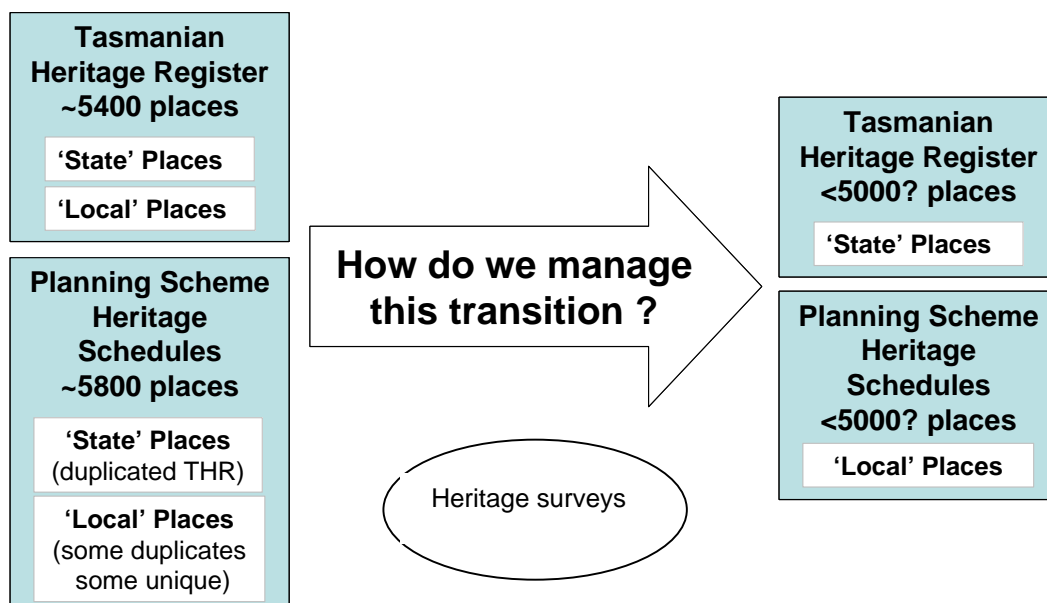 Tasmanian
Heritage Register
~5400 places
‘State’ Places
‘Local’ Places
Planning Scheme
Heritage
Schedules
~5800 places
‘State’ Places
(duplicated THR)
‘Local’ Places
(some duplicates
some unique)
How do we manage
this transition ?
Heritage surveys
Tasmanian
Heritage Register
<5000? places
‘State’ Places
Planning Scheme
Heritage
Schedules
<5000? places
‘Local’ Places